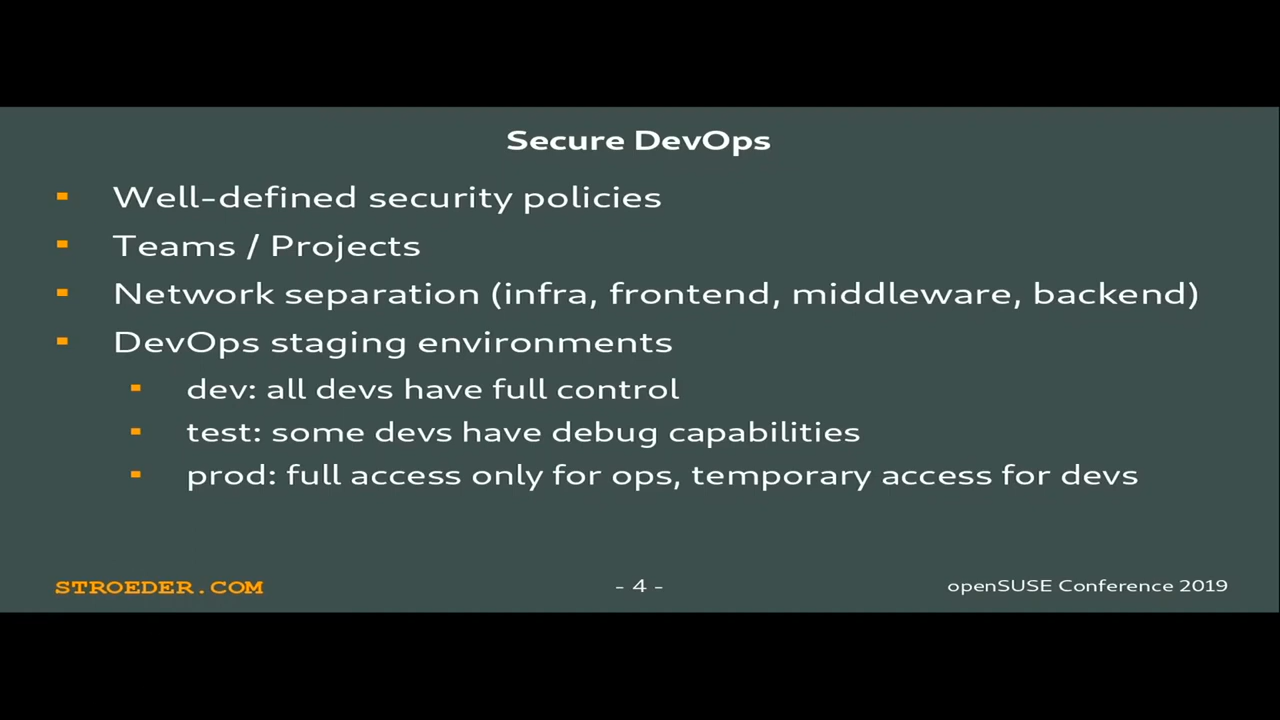 Secure DevOps
Well-defined security policies
Teams / Projects
Network separation (infra, frontend, middleware, backend)
DevOps staging environments
dev: all devs have full control
test: some devs have debug capabilities
prod: full access only for ops, temporary access for devs
STROEDER.COM
- 4 -
openSUSE Conference 2019